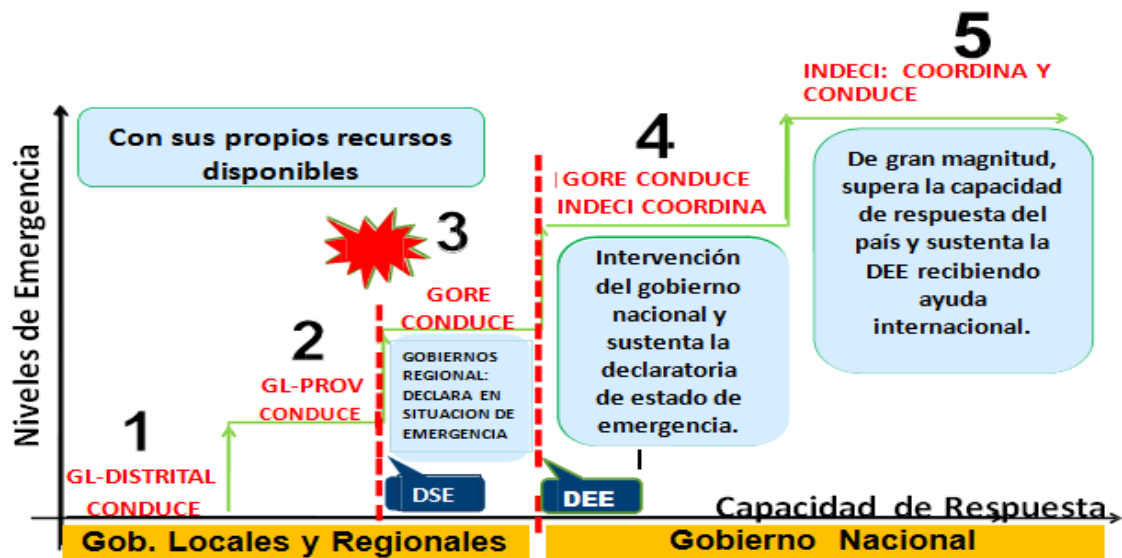 5
INDECI: COORDINA Y
CONDUCE
Con sus propios recursos
disponibles
4
GORE CONDUCE
INDECI COORDINA
De gran magnitud,
supera la capacidad
de respuesta del
país y sustenta la
DEE recibiendo
ayuda
internacional.
3
GORE
CONDUCE
Intervención
del gobierno
nacional y
sustenta la
declaratoria
de estado de
emergencia.
2
GL-PROV
CONDUCE
GOBIERNOS
REGIONAL:
DECLARA EN
SITUACION DE
EMERGENCIA
1
GL-DISTRITAL
CONDUCE
DSE
DEE
Niveles de Emergencia
Capacidad de Respuesta
Gob. Locales y Regionales
Gobierno Nacional